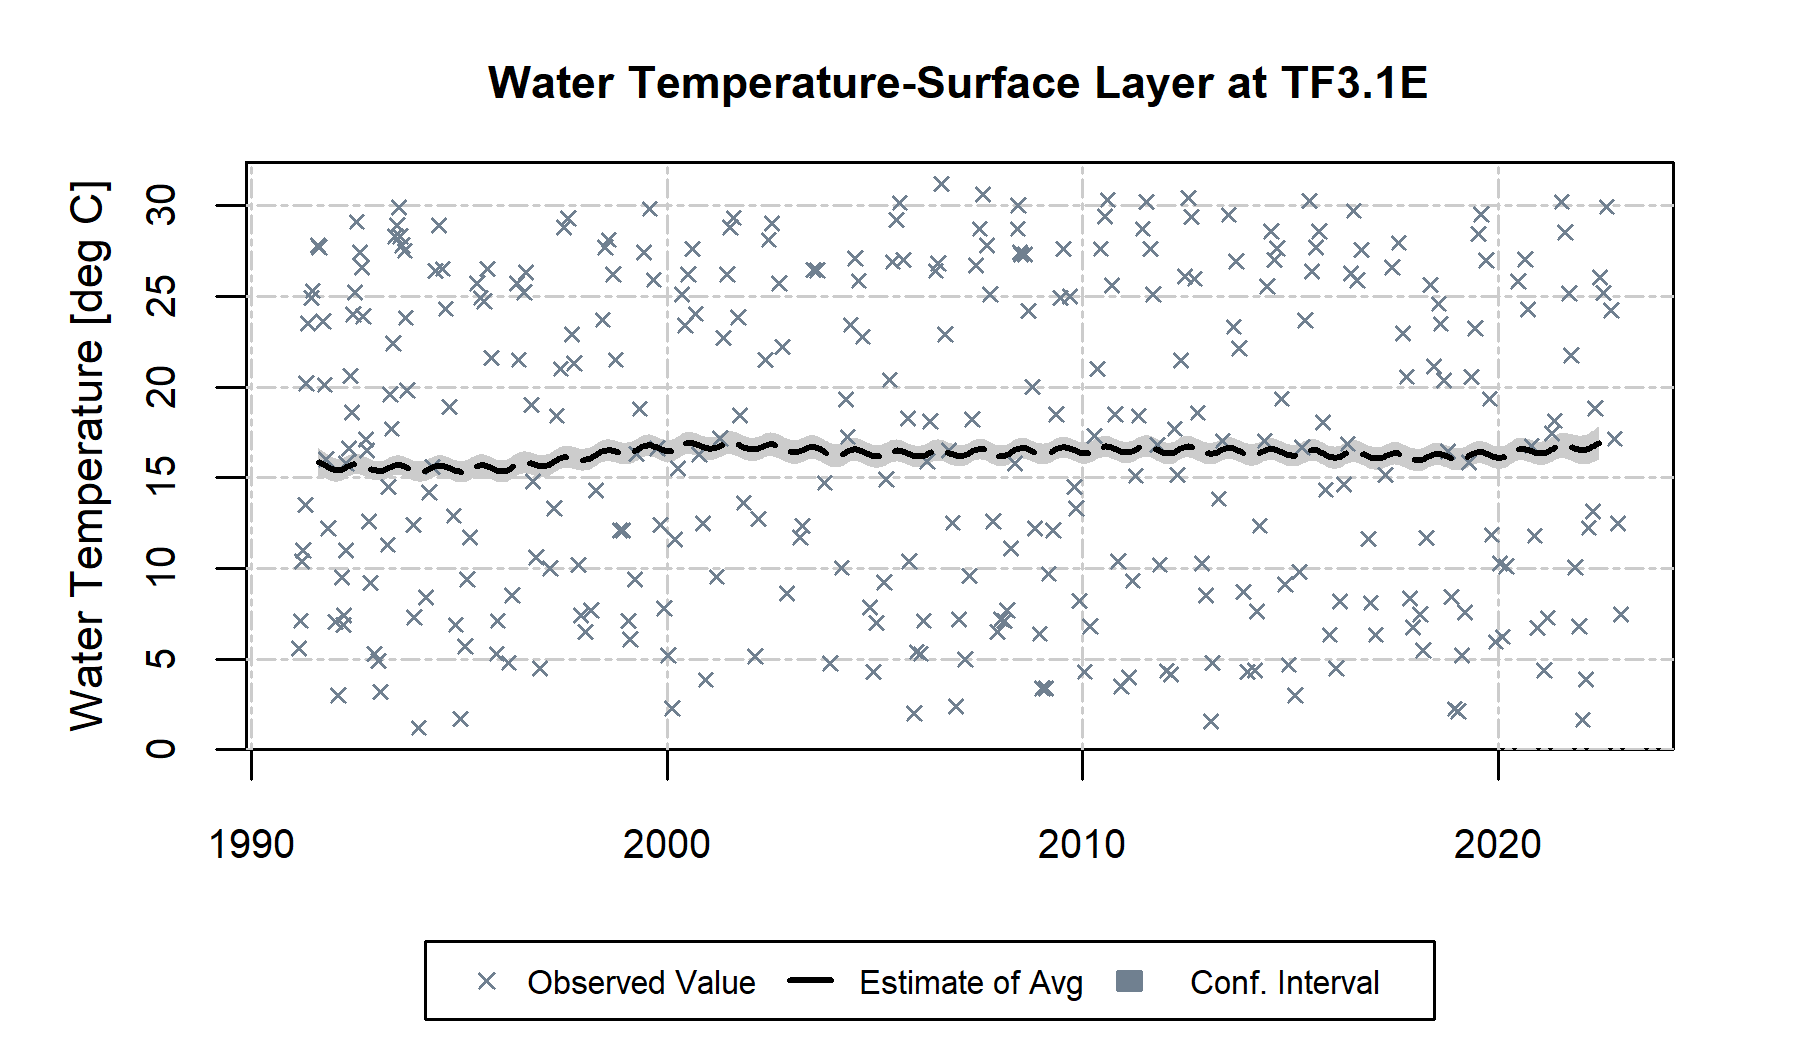 Water Temperature-Surface Layer at TF3.1E
Water Temperature [deg C]
30
25
20
15
10
5
0
1990 2000 2010 2020
Observed Value Estimate of Avg Conf. Interval